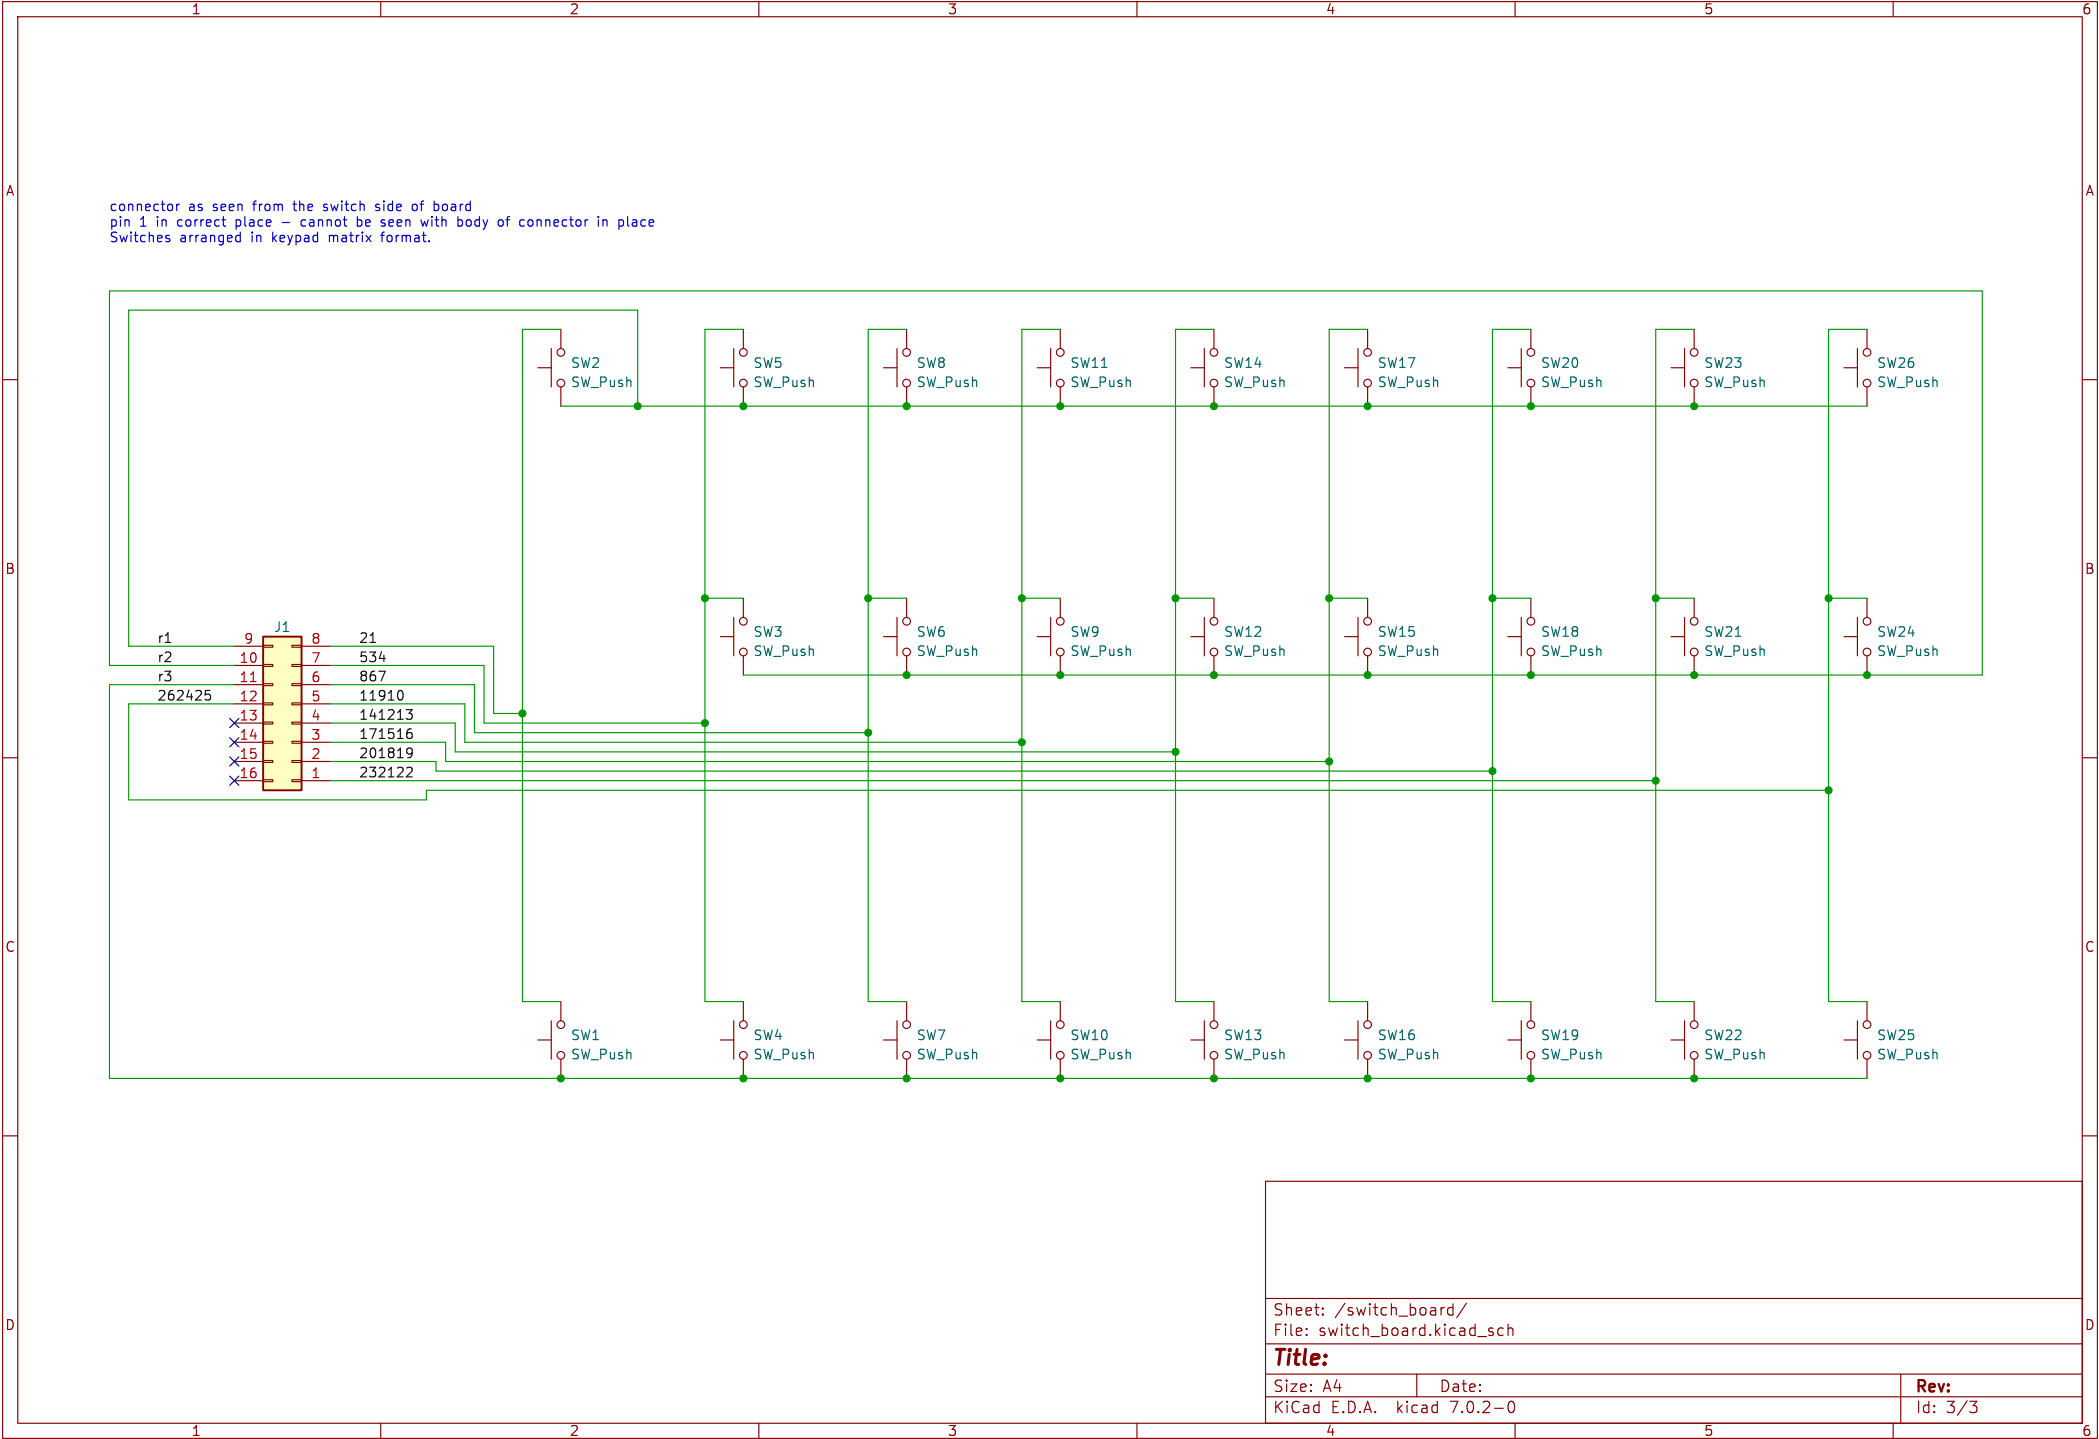 1 2 3 4 5 6
A A
connector as seen from the switch side of board
pin 1 in correct place – cannot be seen with body of connector in place
Switches arranged in keypad matrix format.
SW2 SW5 SW8 SW11 SW14 SW17 SW20 SW23 SW26
SW_Push SW_Push SW_Push SW_Push SW_Push SW_Push SW_Push SW_Push SW_Push
B B
J1
SW3 SW6 SW9 SW12 SW15 SW18 SW21 SW24
SW_Push SW_Push SW_Push SW_Push SW_Push SW_Push SW_Push SW_Push
r1 9 8 21
r2 10 7 534
r3 11 6 867
262425 12 5 11910
13 4 141213
14 3 171516
15 2 201819
16 1 232122
C C
SW1 SW4 SW7 SW10 SW13 SW16 SW19 SW22 SW25
SW_Push SW_Push SW_Push SW_Push SW_Push SW_Push SW_Push SW_Push SW_Push
D D
Sheet: /switch_board/
File: switch_board.kicad_sch
Title:
Size: A4 Date: Rev:
KiCad E.D.A. kicad 7.0.2-0 Id: 3/3
1 2 3 4 5 6